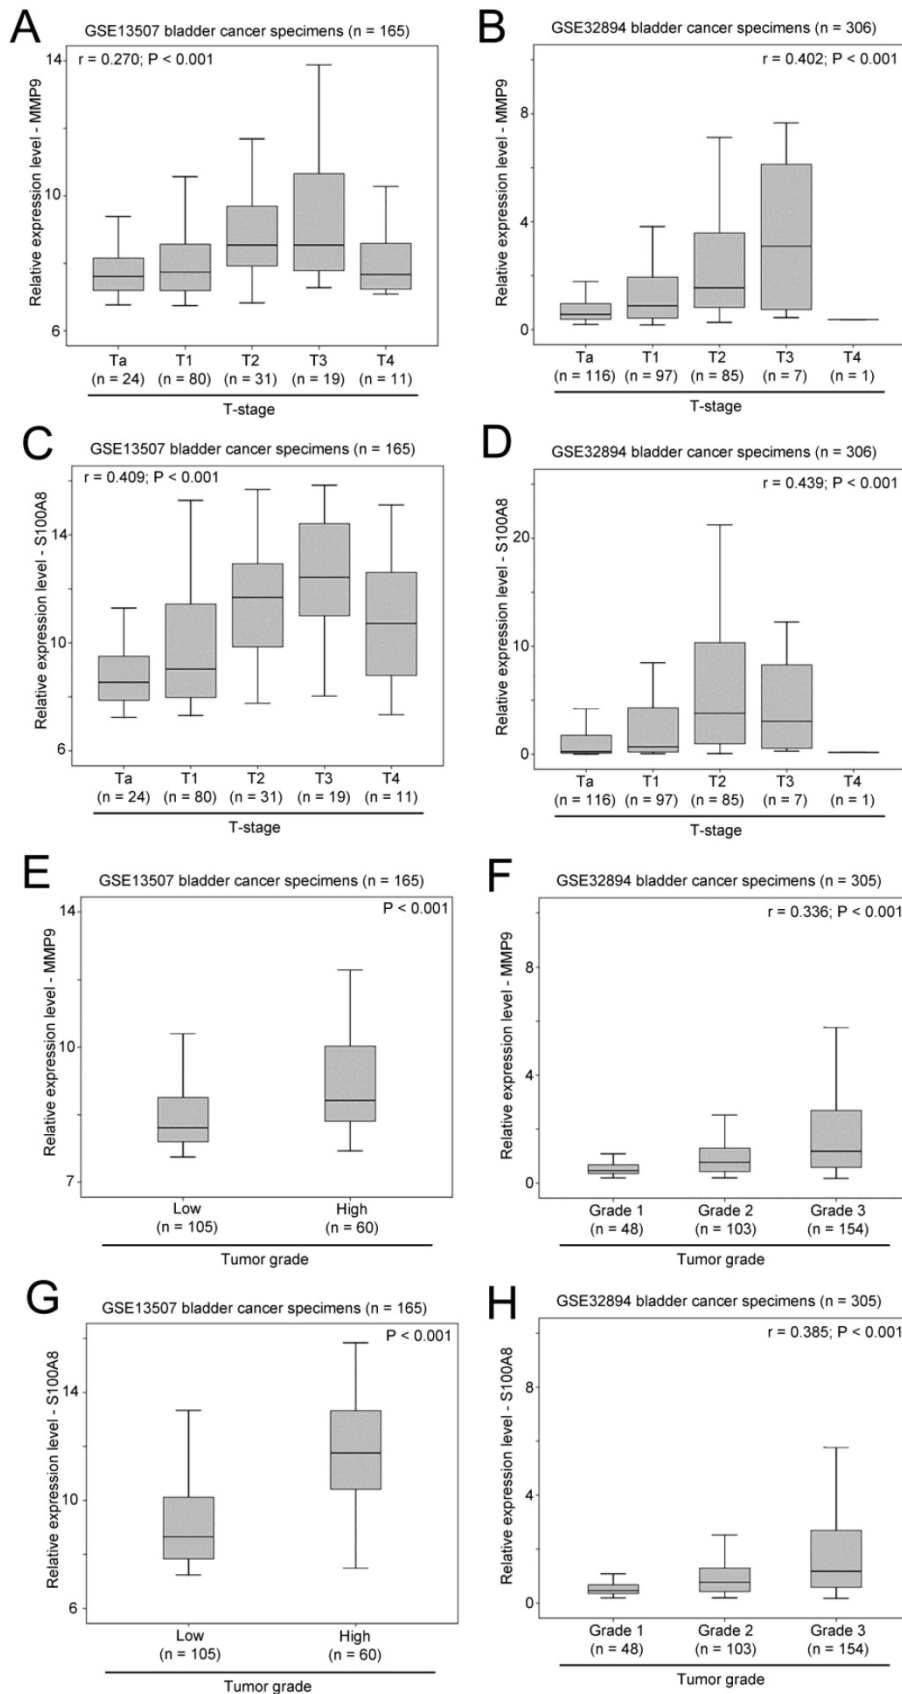 A
GSE13507 bladder cancer specimens (n = 165)
r = 0.270; P < 0.001
Relative expression level - MMP9
14
10
6
Ta T1 T2 T3 T4
(n = 24) (n = 80) (n = 31) (n = 19) (n = 11)
T-stage
B
GSE32894 bladder cancer specimens (n = 306)
r = 0.402; P < 0.001
Relative expression level - MMP9
8
4
0
Ta T1 T2 T3 T4
(n = 116) (n = 97) (n = 85) (n = 7) (n = 1)
T-stage
C
GSE13507 bladder cancer specimens (n = 165)
r = 0.409; P < 0.001
Relative expression level - S100A8
14
10
6
Ta T1 T2 T3 T4
(n = 24) (n = 80) (n = 31) (n = 19) (n = 11)
T-stage
D
GSE32894 bladder cancer specimens (n = 306)
r = 0.439; P < 0.001
Relative expression level - S100A8
20
10
0
Ta T1 T2 T3 T4
(n = 116) (n = 97) (n = 85) (n = 7) (n = 1)
T-stage
E
GSE13507 bladder cancer specimens (n = 165)
P < 0.001
Relative expression level - MMP9
14
10
7
Low High
(n = 105) (n = 60)
Tumor grade
F
GSE32894 bladder cancer specimens (n = 305)
r = 0.336; P < 0.001
Relative expression level - MMP9
8
4
0
Grade 1 Grade 2 Grade 3
(n = 48) (n = 103) (n = 154)
Tumor grade
G
GSE13507 bladder cancer specimens (n = 165)
P < 0.001
Relative expression level - S100A8
14
10
6
Low High
(n = 105) (n = 60)
Tumor grade
H
GSE32894 bladder cancer specimens (n = 305)
r = 0.385; P < 0.001
Relative expression level - S100A8
8
4
0
Grade 1 Grade 2 Grade 3
(n = 48) (n = 103) (n = 154)
Tumor grade